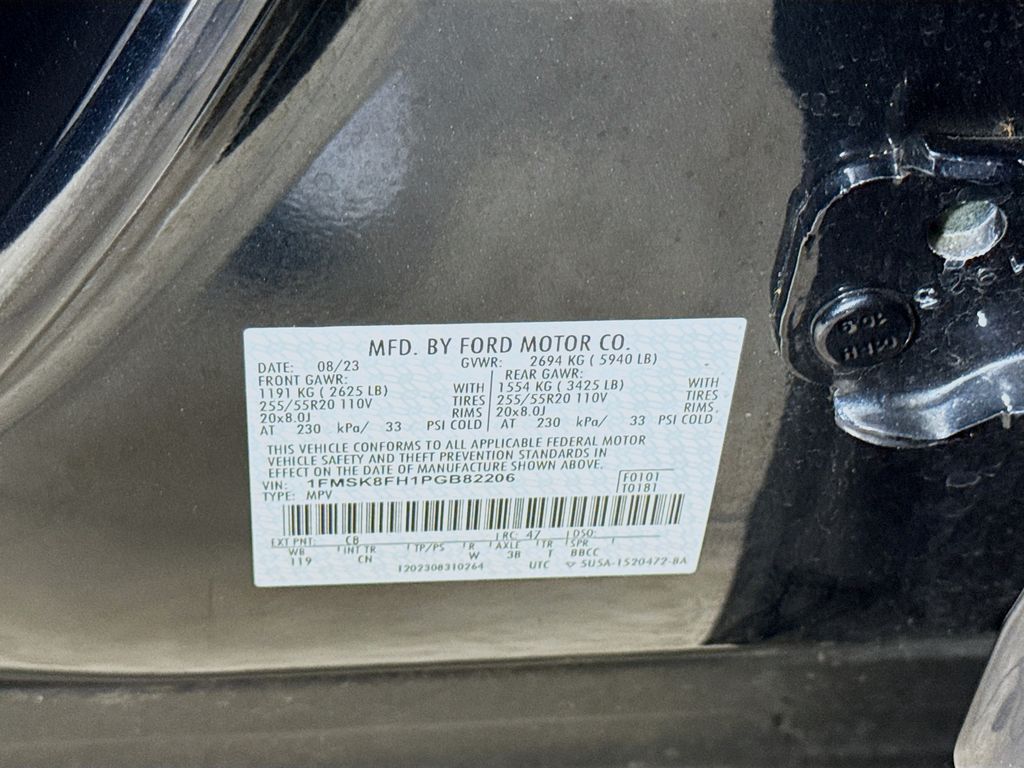 MFD. BY FORD MOTOR CO.
DATE: 08/23 GVWR: 2694 KG ( 5940 LB)
FRONT GAWR: REAR GAWR:
1191 KG ( 2625 LB) WITH 1554 KG ( 3425 LB) WITH
255/55R20 110V TIRES 255/55R20 110V TIRES
20x8.0J RIMS 20x8.0J RIMS,
AT 230 kPa/ 33 PSI COLD AT 230 kPa/ 33 PSI COLD
THIS VEHICLE CONFORMS TO ALL APPLICABLE FEDERAL MOTOR
VEHICLE SAFETY AND THEFT PREVENTION STANDARDS IN
EFFECT ON THE DATE OF MANUFACTURE SHOWN ABOVE.
VIN: 1FMSK8FH1PGB82206 F0101
TYPE: MPV T0181
EXT PNT: CB RC: 47 DSO:
WB INT TR TP/PS R AXLE TR SPR
119 CN W 3B T BBCC
1202308310264 UTC 5U5A-1520472-BA